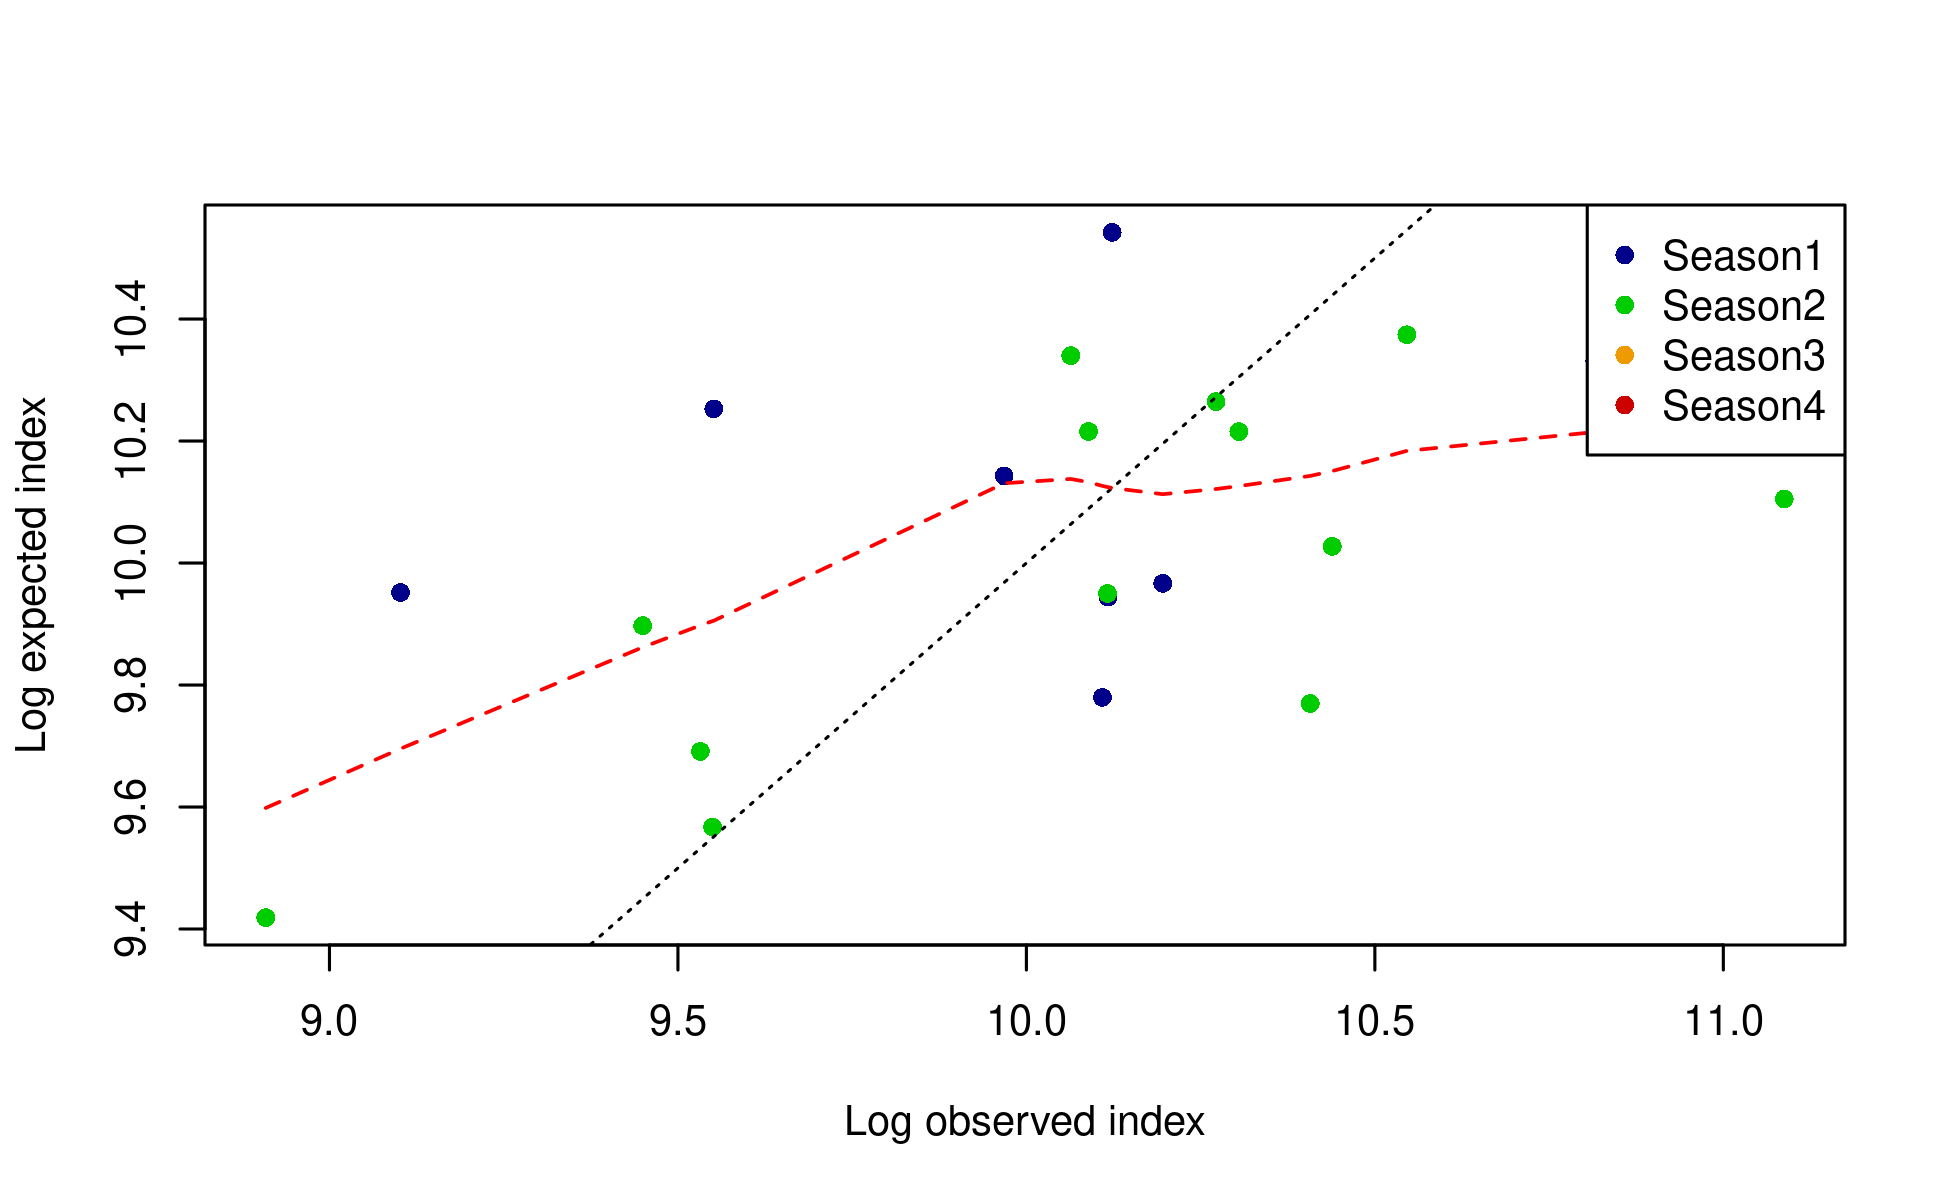 Season1
Season2
Season3
Season4
10.4
10.2
10.0
9.8
9.6
9.4
Log expected index
9.0 9.5 10.0 10.5 11.0
Log observed index